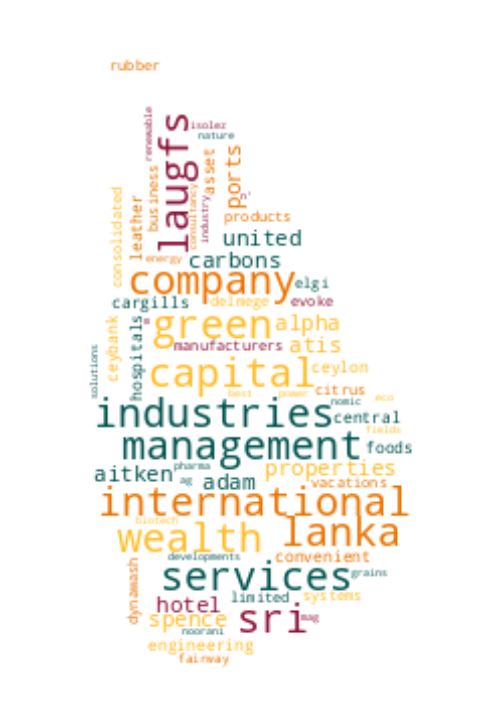 rubber
renewable
laugfs
isolez
nature
business
consultancy
asset
industry
ports
n'
consolidated
leather
products
united
energy
carbons
company
elgi
cargills
delmege
evoke
ceybank
hospitals
green
alpha
manufacturers
atis
solutions
capital
ceylon
best
power
citrus
nomic
eco
industries
central
fields
management
foods
aitken
pharma
ag
adam
properties
vacations
international
biotech
wealth
lanka
developments
convenient
dynawash
services
grains
hotel
limited
systems
spence
sri
mag
noorani
engineering
fairway